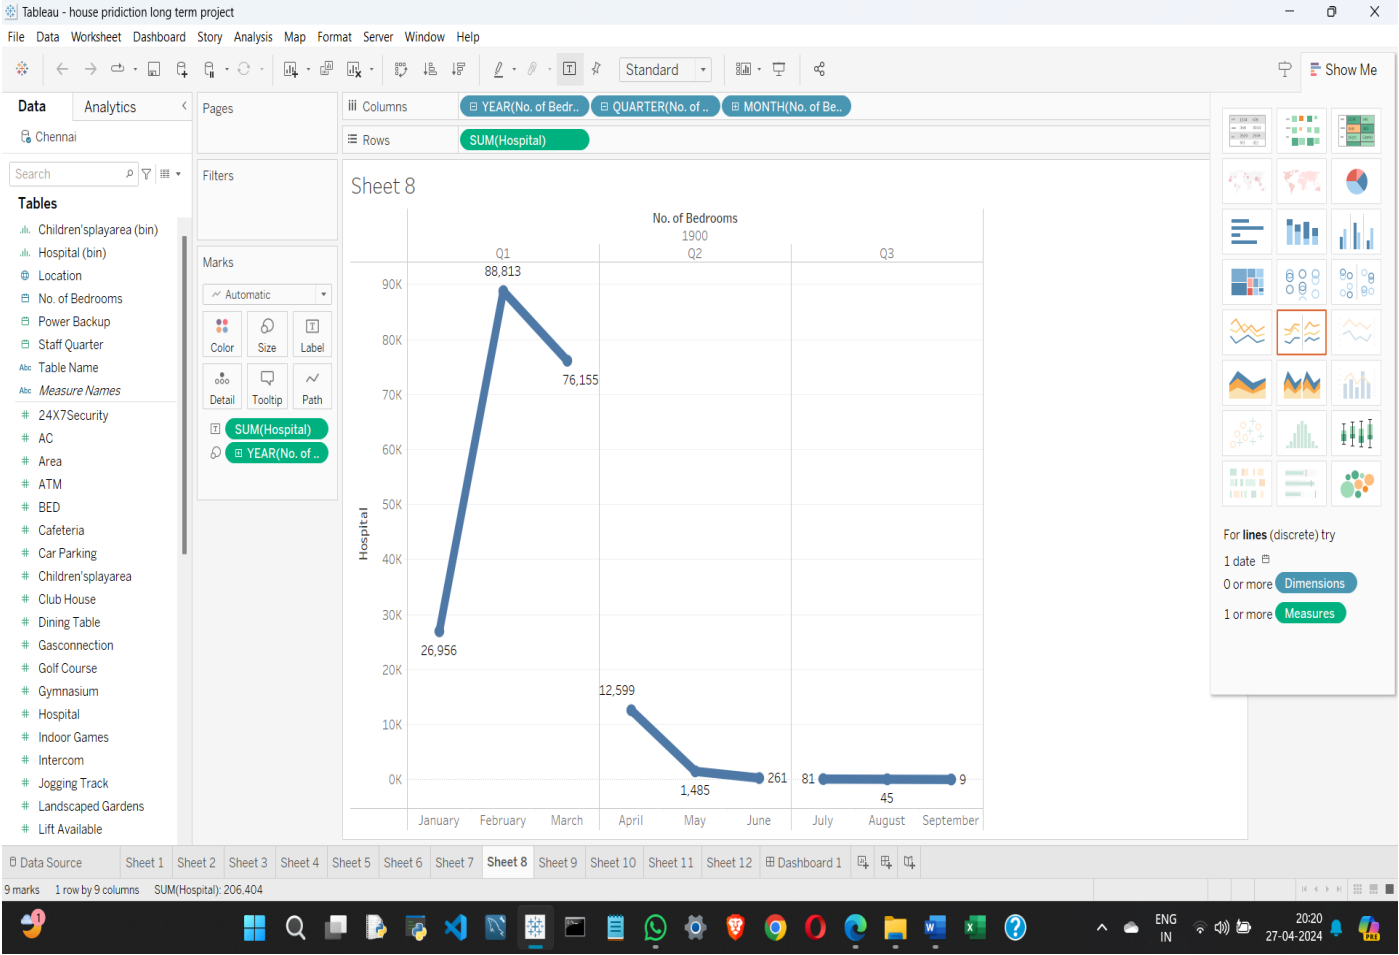 Tableau - house pridiction long term project
File Data Worksheet Dashboard Story Analysis Map Format Server Window Help
Standard
Show Me
Data Analytics
Chennai
Search
Tables
Children'splayarea (bin)
Hospital (bin)
Location
No. of Bedrooms
Power Backup
Staff Quarter
Abc Table Name
Abc Measure Names
# 24X7Security
# AC
# Area
# ATM
# BED
# Cafeteria
# Car Parking
# Children'splayarea
# Club House
# Dining Table
# Gasconnection
# Golf Course
# Gymnasium
# Hospital
# Indoor Games
# Intercom
# Jogging Track
# Landscaped Gardens
# Lift Available
Pages
Filters
Marks
Automatic
Color Size Label
Detail Tooltip Path
SUM(Hospital)
YEAR(No. of ..
Columns YEAR(No. of Bedr.. QUARTER(No. of .. MONTH(No. of Be..
Rows SUM(Hospital)
Sheet 8
No. of Bedrooms
1900
Q1 Q2 Q3
88,813
90K
80K
76,155
70K
60K
50K
Hospital
40K
30K
26,956
20K
12,599
10K
0K
1,485
261
81
45
9
January February March April May June July August September
For lines (discrete) try
1 date
0 or more Dimensions
1 or more Measures
Data Source Sheet 1 Sheet 2 Sheet 3 Sheet 4 Sheet 5 Sheet 6 Sheet 7 Sheet 8 Sheet 9 Sheet 10 Sheet 11 Sheet 12 Dashboard 1
9 marks 1 row by 9 columns SUM(Hospital): 206,404
1
ENG
IN
20:20
27-04-2024
PRE